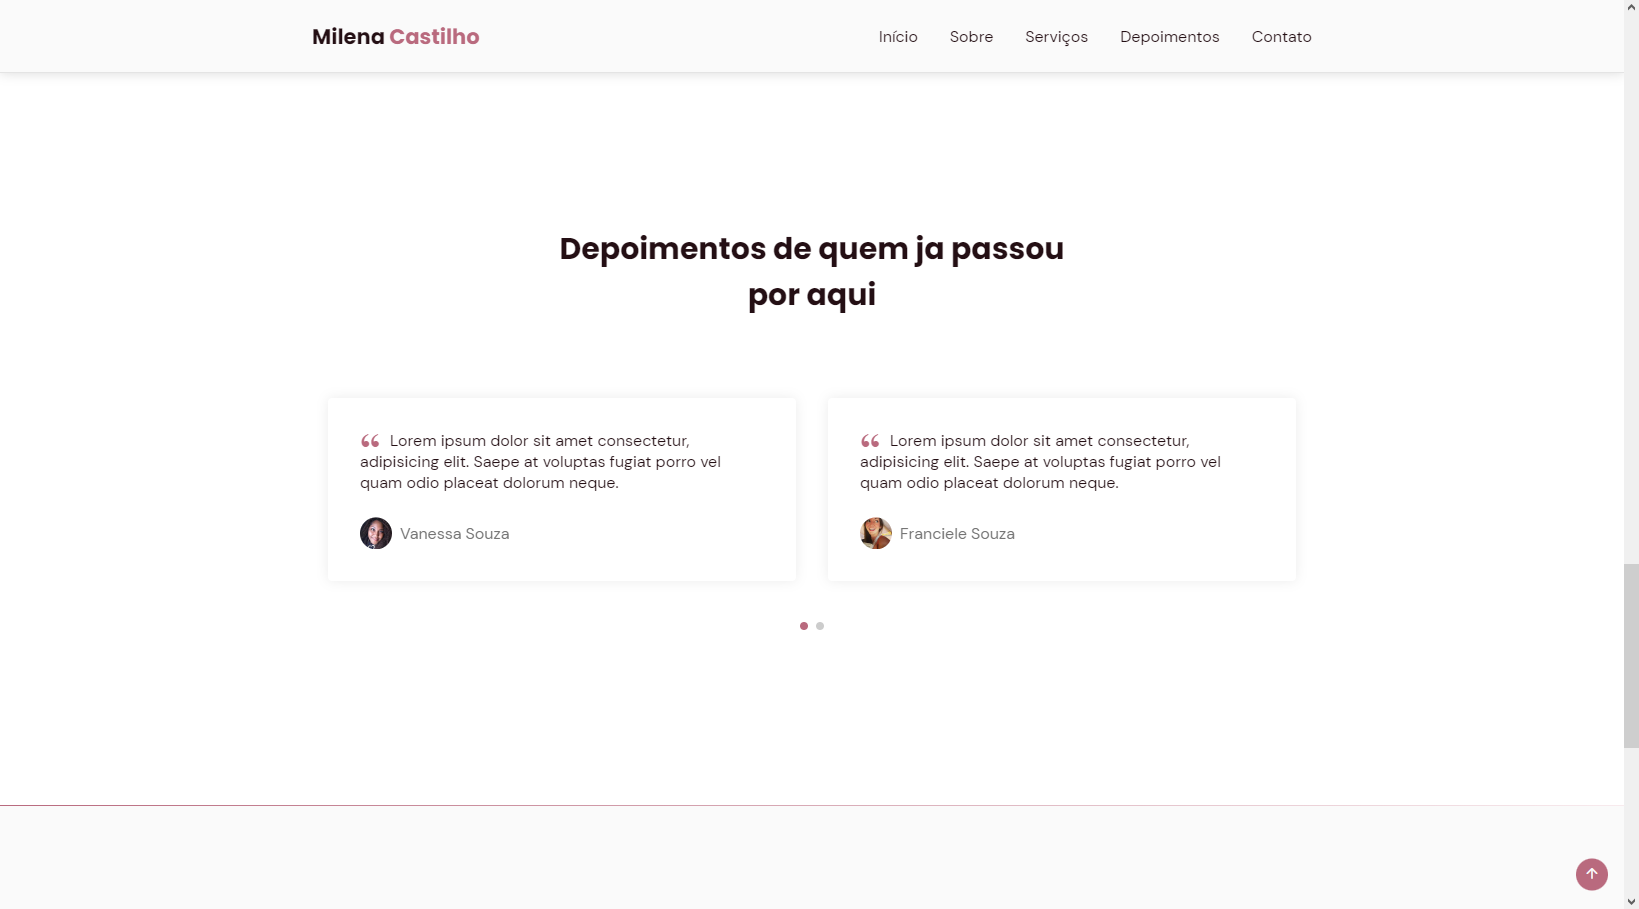 Milena Castilho
Início Sobre Serviços Depoimentos Contato
Depoimentos de quem ja passou
por aqui
“ Lorem ipsum dolor sit amet consectetur,
adipisicing elit. Saepe at voluptas fugiat porro vel
quam odio placeat dolorum neque.
Vanessa Souza
“ Lorem ipsum dolor sit amet consectetur,
adipisicing elit. Saepe at voluptas fugiat porro vel
quam odio placeat dolorum neque.
Franciele Souza